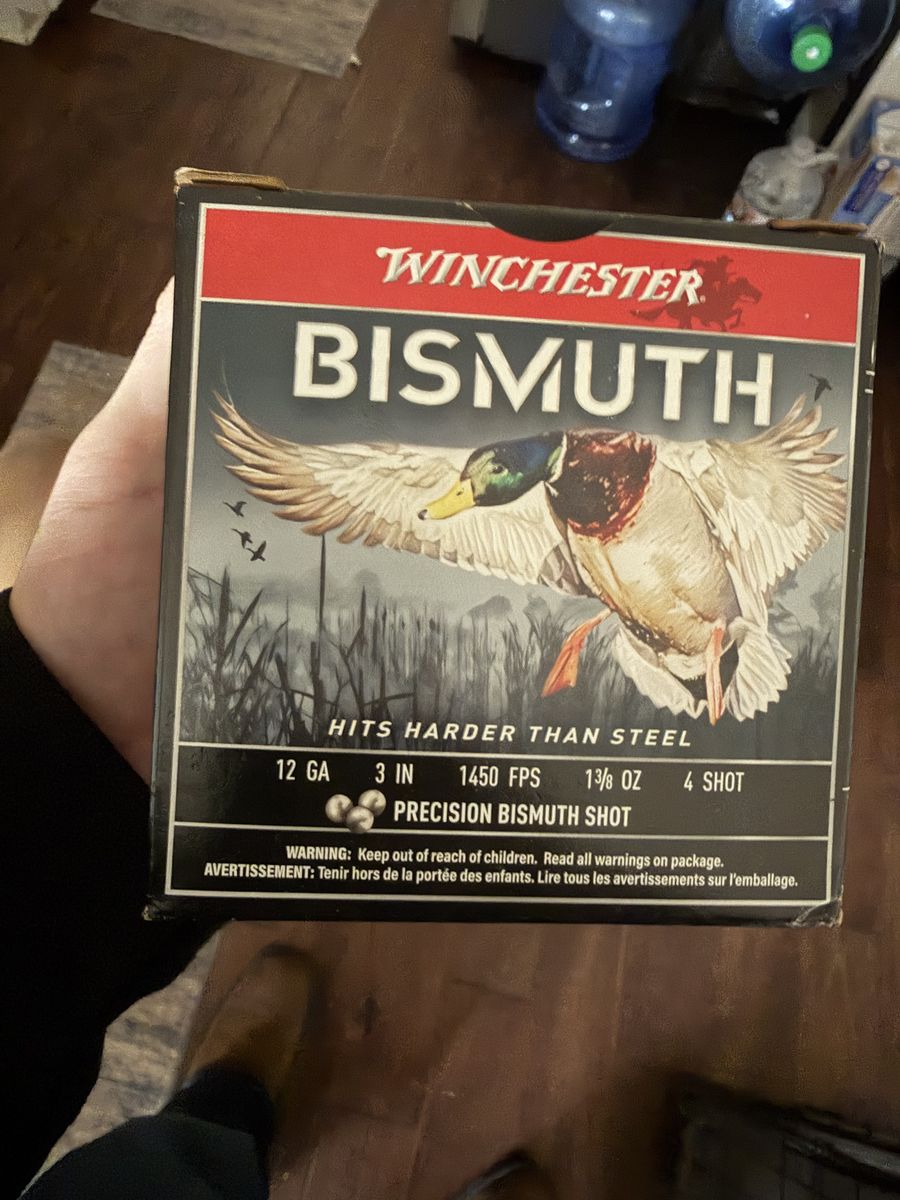 WINCHESTER
BISMUTH
HITS HARDER THAN STEEL
12 GA 3 IN 1450 FPS 1 3/8 OZ 4 SHOT
PRECISION BISMUTH SHOT
WARNING: Keep out of reach of children. Read all warnings on package.
AVERTISSEMENT: Tenir hors de la portée des enfants. Lire tous les avertissements sur l'emballage.